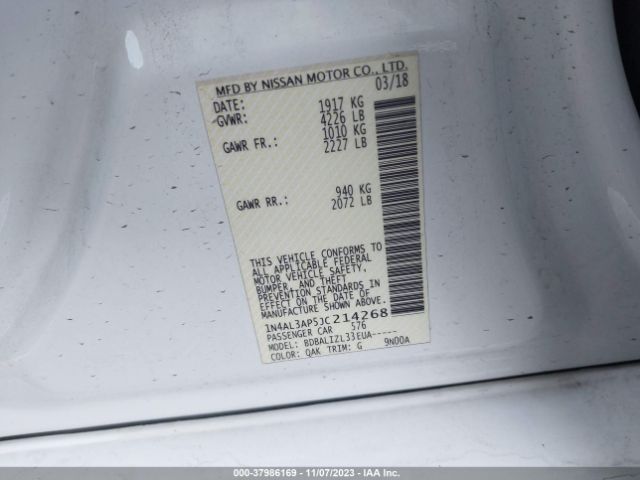 MFD BY NISSAN MOTOR CO., LTD.
DATE: 03/18
GVWR: 1917 KG
4226 LB
GAWR FR.: 1010 KG
2227 LB
GAWR RR.: 940 KG
2072 LB
THIS VEHICLE CONFORMS TO
ALL APPLICABLE FEDERAL
MOTOR VEHICLE SAFETY,
BUMPER, AND THEFT
PREVENTION STANDARDS IN
EFFECT ON THE DATE OF
MANUFACTURE SHOWN ABOVE.
1N4AL3AP5JC214268
PASSENGER CAR 576
MODEL: BDBALIZL33EUA-----
COLOR: QAK TRIM: G 9N00A
000-37986169 - 11/07/2023 - IAA Inc.